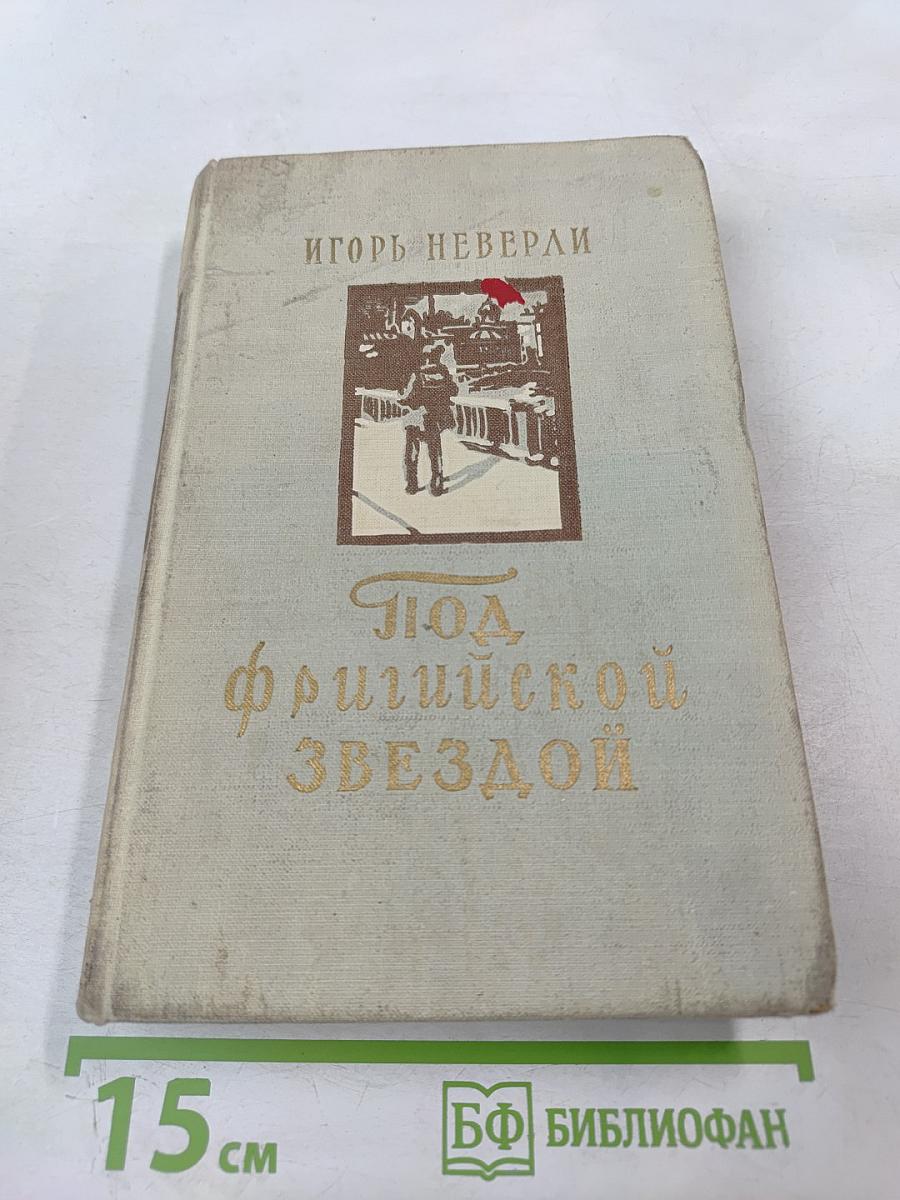 ИГОРЬ НЕВЕРЛИ
Под
фригийской
ЗВЕЗДОЙ
15 см
БФ БИБЛИОФАН